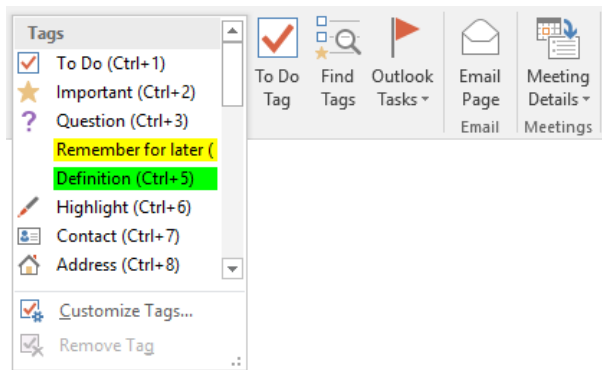 Tags
To Do (Ctrl+1)
Important (Ctrl+2)
Question (Ctrl+3)
Remember for later (
Definition (Ctrl+5)
Highlight (Ctrl+6)
Contact (Ctrl+7)
Address (Ctrl+8)
Customize Tags...
Remove Tag
To Do
Tag
Find
Tags
Outlook
Tasks
Email
Page
Email
Meeting
Details
Meetings